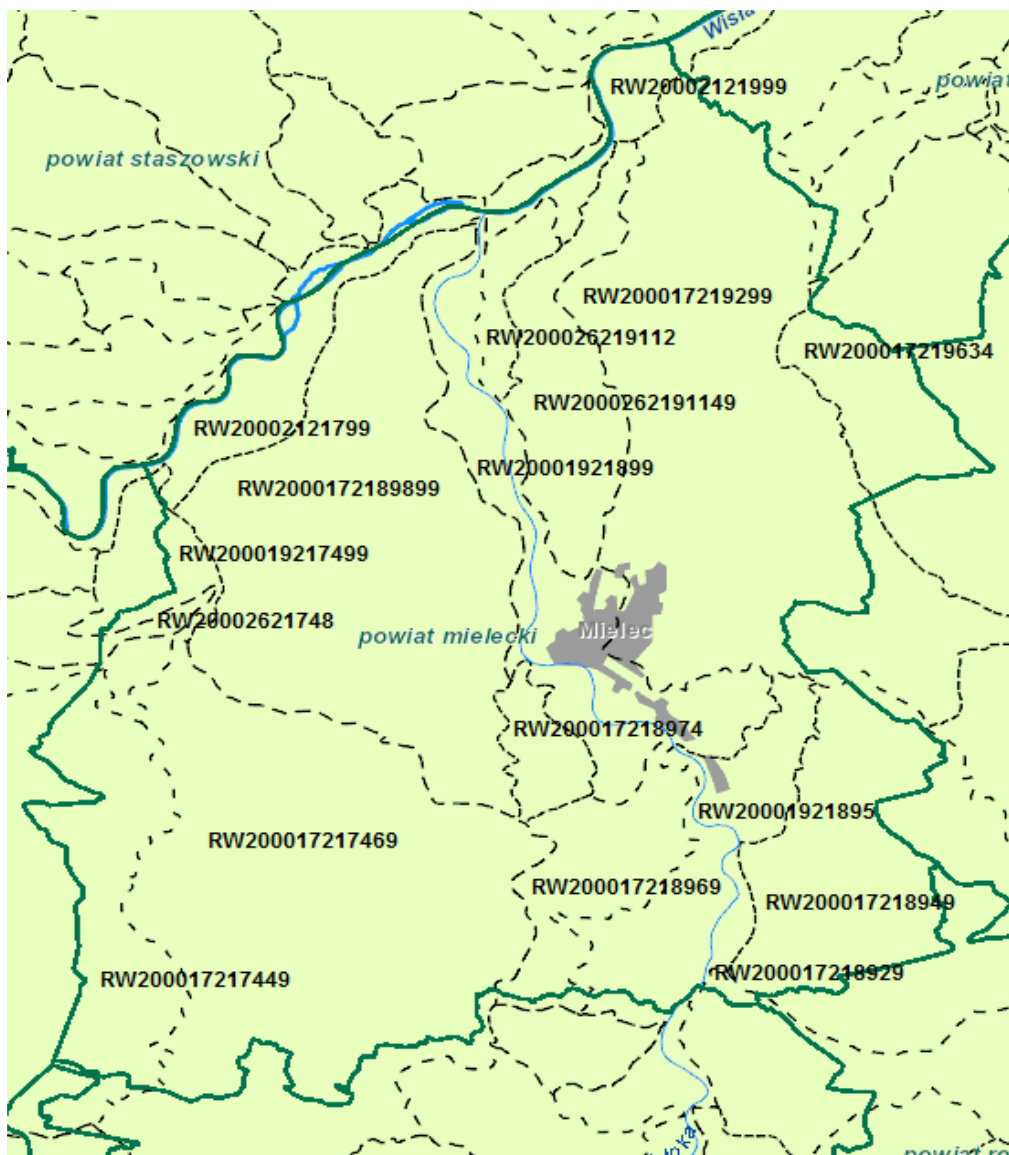 Wisła
RW20002121999
powiat
powiat staszowski
RW200017219299
RW200026219112
RW200017219634
RW2000262191149
RW20002121799
RW20001921899
RW2000172189899
RW200019217499
RW20002621748
powiat mielecki
Mielec
RW200017218974
RW20001921895
RW200017217469
RW200017218969
RW200017218949
RW200017218929
RW200017217449